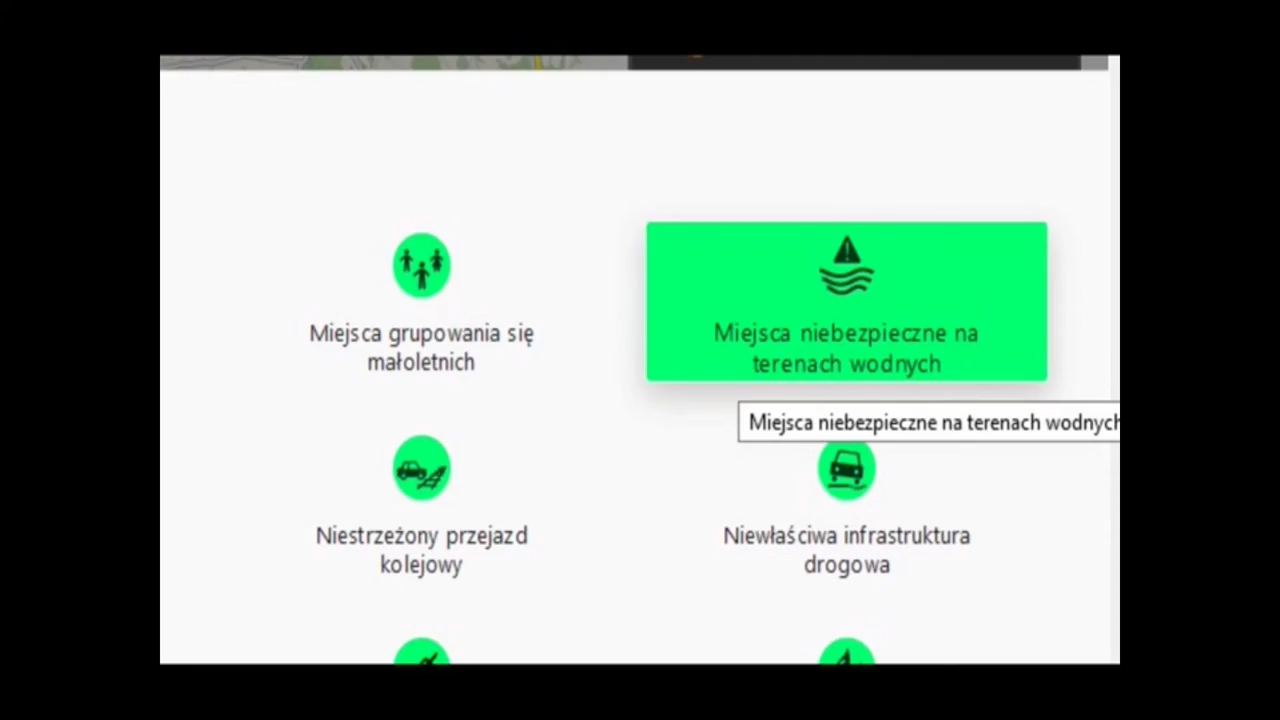 Miejsca grupowania się
małoletnich
Miejsca niebezpieczne na
terenach wodnych
Miejsca niebezpieczne na terenach wodnych
Niestrzeżony przejazd
kolejowy
Niewłaściwa infrastruktura
drogowa